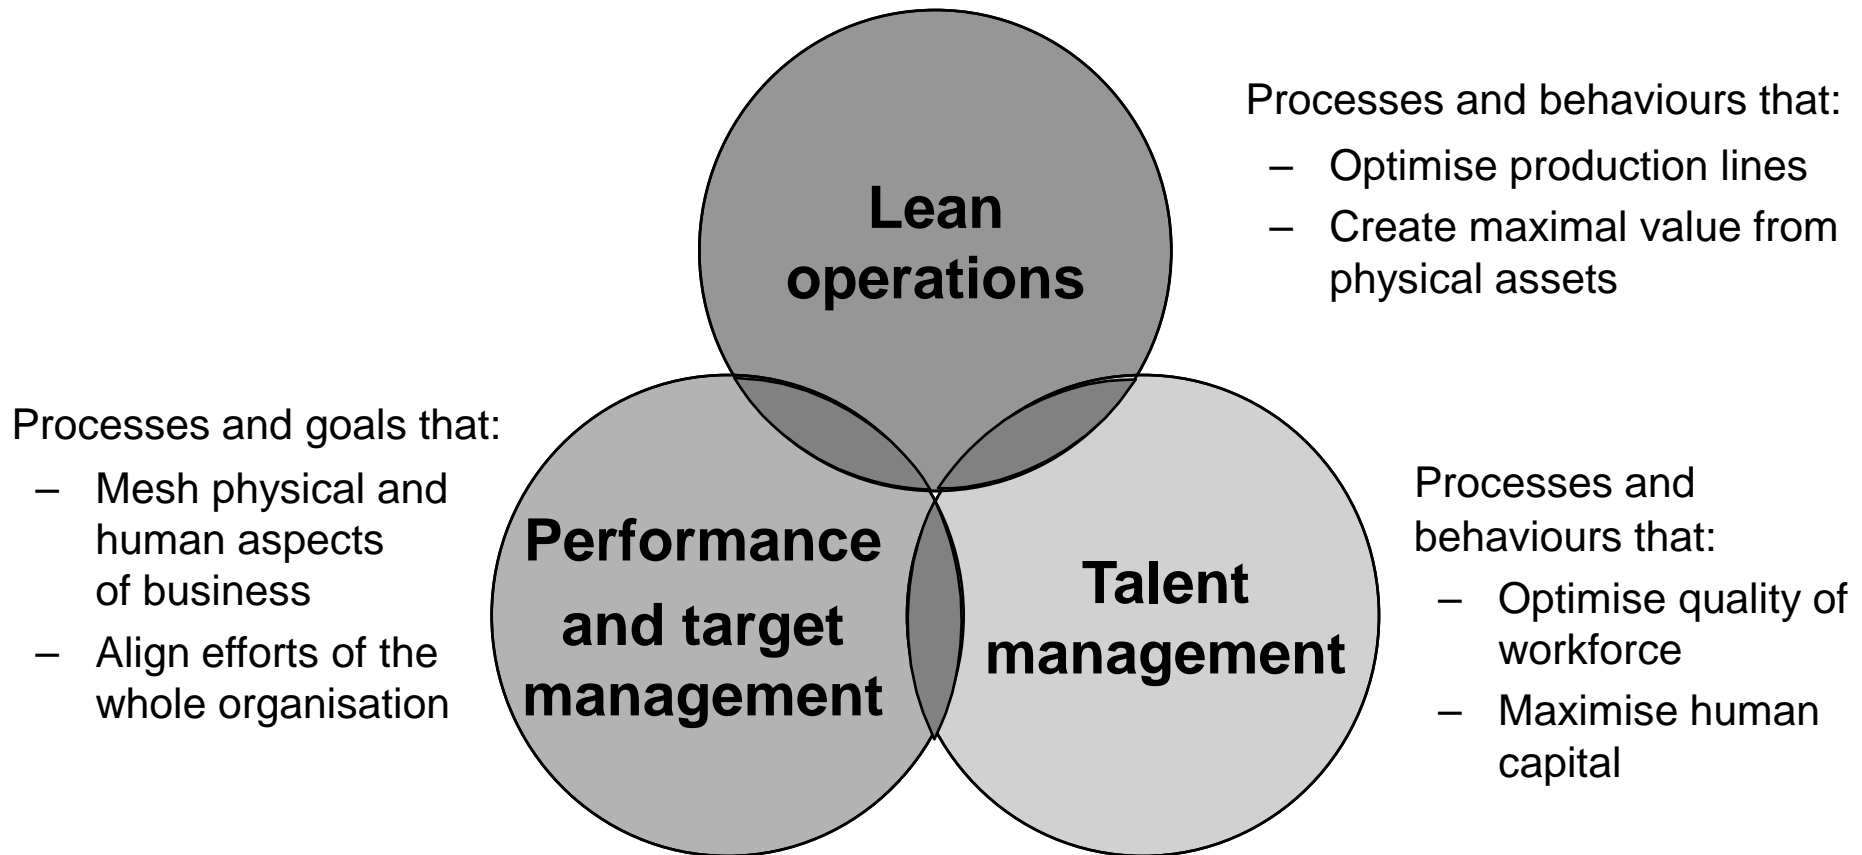 Lean
operations
Processes and behaviours that:
– Optimise production lines
– Create maximal value from
physical assets
Processes and goals that:
– Mesh physical and
human aspects
of business
– Align efforts of the
whole organisation
Performance
and target
management
Talent
management
Processes and
behaviours that:
– Optimise quality of
workforce
– Maximise human
capital